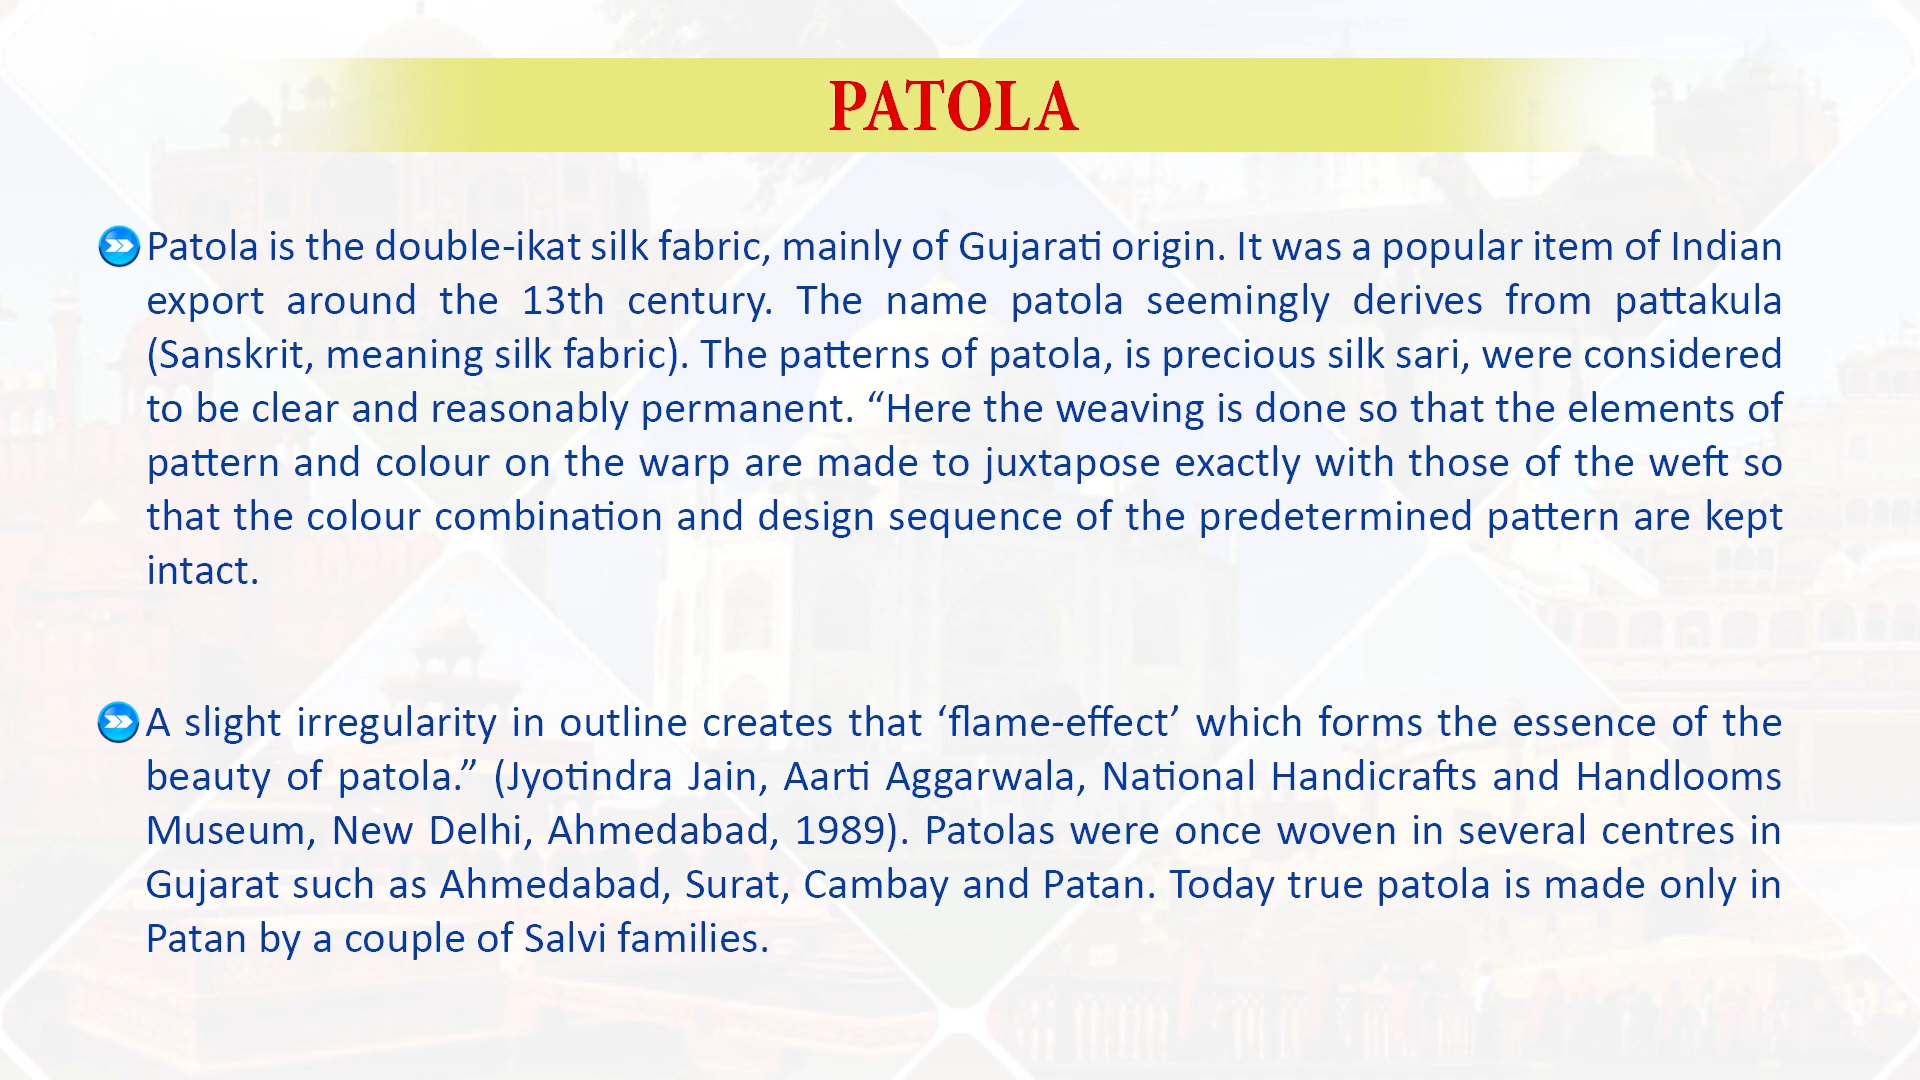 PATOLA
Patola is the double-ikat silk fabric, mainly of Gujarati origin. It was a popular item of Indian
export around the 13th century. The name patola seemingly derives from pattakula
(Sanskrit, meaning silk fabric). The patterns of patola, is precious silk sari, were considered
to be clear and reasonably permanent. “Here the weaving is done so that the elements of
pattern and colour on the warp are made to juxtapose exactly with those of the weft so
that the colour combination and design sequence of the predetermined pattern are kept
intact.
A slight irregularity in outline creates that ‘flame-effect’ which forms the essence of the
beauty of patola.” (Jyotindra Jain, Aarti Aggarwala, National Handicrafts and Handlooms
Museum, New Delhi, Ahmedabad, 1989). Patolas were once woven in several centres in
Gujarat such as Ahmedabad, Surat, Cambay and Patan. Today true patola is made only in
Patan by a couple of Salvi families.